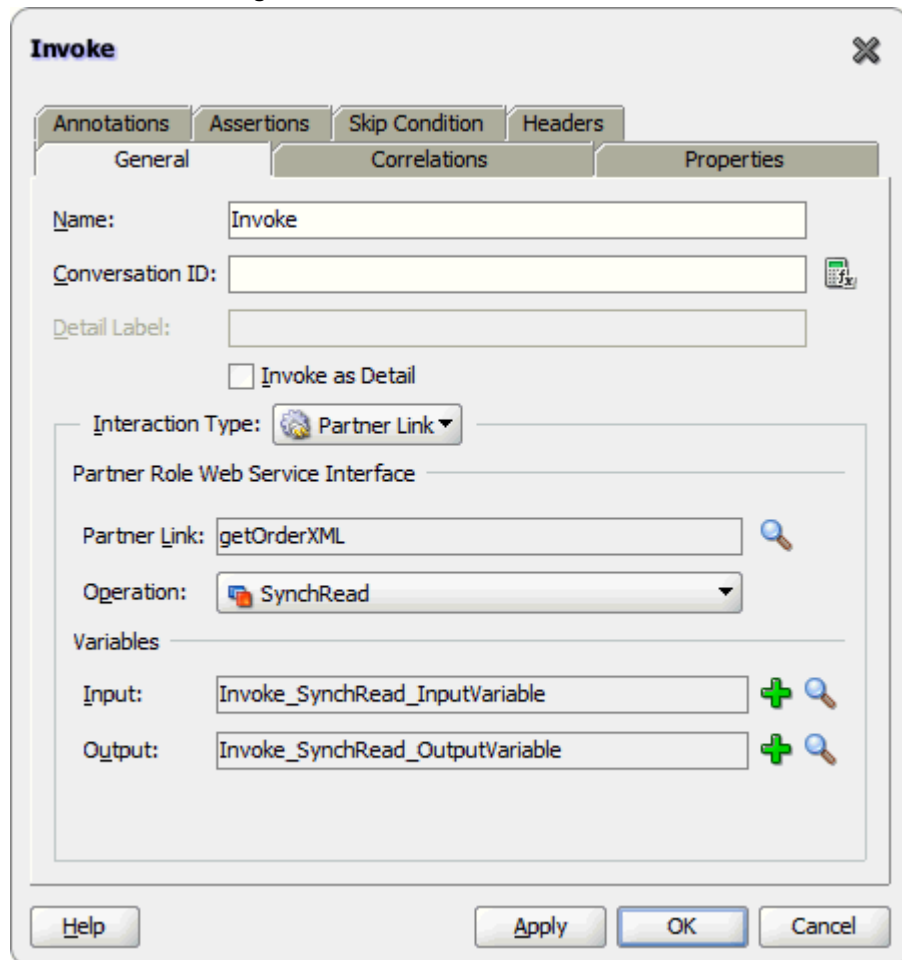 Invoke
Annotations Assertions Skip Condition Headers
General Correlations Properties
Name: Invoke
Conversation ID:
Detail Label:
Invoke as Detail
Interaction Type: Partner Link
Partner Role Web Service Interface
Partner Link: getOrderXML
Operation: SynchRead
Variables
Input: Invoke_SynchRead_InputVariable
Output: Invoke_SynchRead_OutputVariable
Help Apply OK Cancel